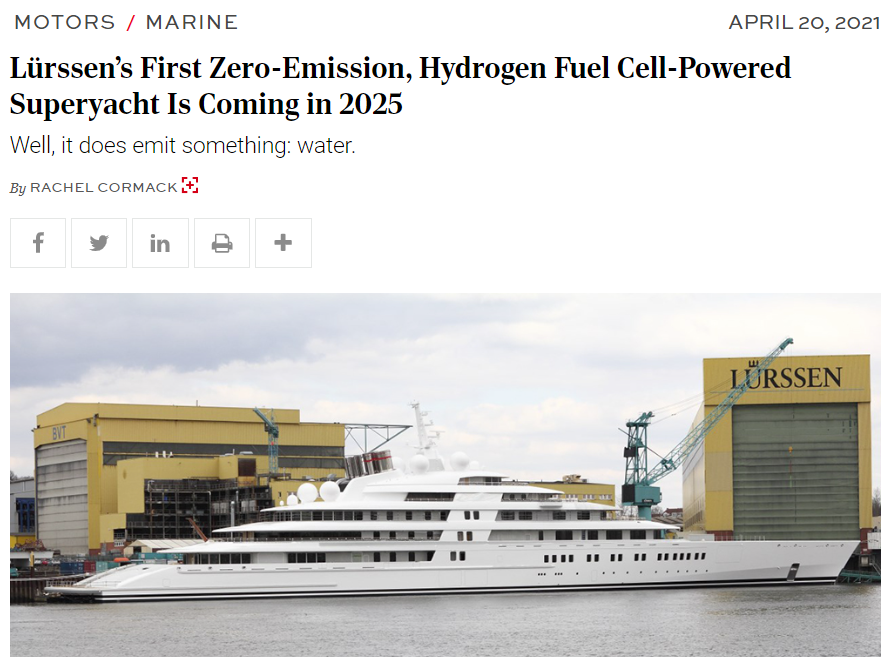 MOTORS / MARINE
APRIL 20, 2021
Lürssen’s First Zero-Emission, Hydrogen Fuel Cell-Powered
Superyacht Is Coming in 2025
Well, it does emit something: water.
By RACHEL CORMACK
BVT
LÜRSSEN